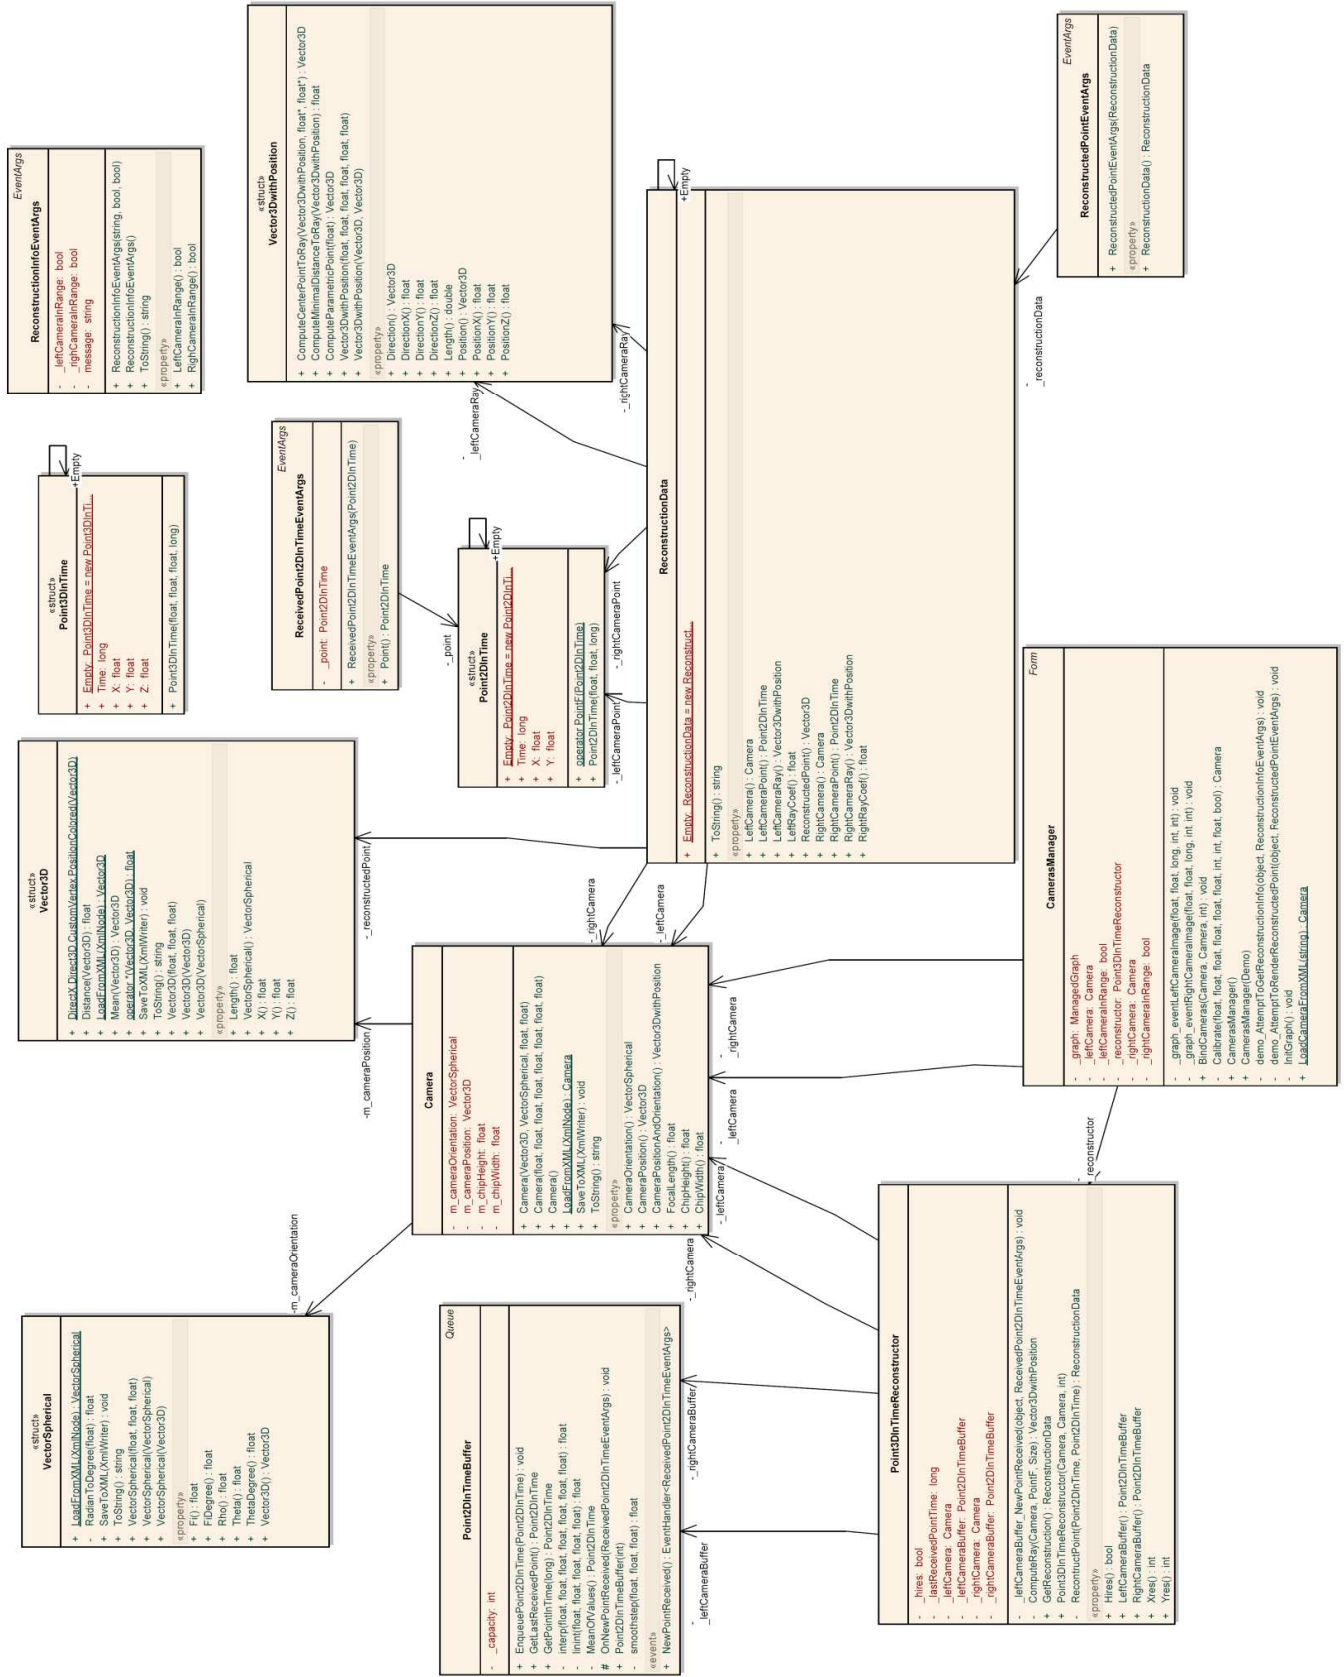 «struct»
VectorSpherical
+ LoadFromXML(XmlNode) : VectorSpherical
- RadianToDegree(float) : float
+ SaveToXML(XmlWriter) : void
+ ToString() : string
+ VectorSpherical(float, float, float)
+ VectorSpherical(VectorSpherical)
+ VectorSpherical(Vector3D)
«property»
+ Fi() : float
+ FiDegree() : float
+ Rho() : float
+ Theta() : float
+ ThetaDegree() : float
+ Vector3D() : Vector3D
«struct»
Vector3D
+ DirectX.Direct3D.CustomVertex.PositionColored(Vector3D)
+ Distance(Vector3D) : float
+ LoadFromXML(XmlNode) : Vector3D
+ Mean(Vector3D) : Vector3D
+ operator *(Vector3D, Vector3D) : float
+ SaveToXML(XmlWriter) : void
+ ToString() : string
+ Vector3D(float, float, float)
+ Vector3D(Vector3D)
+ Vector3D(VectorSpherical)
«property»
+ Length() : float
+ VectorSpherical() : VectorSpherical
+ X() : float
+ Y() : float
+ Z() : float
«struct»
Point3DInTime
+ Empty: Point3DInTime = new Point3DInTi...
+ Time: long
+ X: float
+ Y: float
+ Z: float
+ Point3DInTime(float, float, float, long)
+Empty
EventArgs
ReconstructionInfoEventArgs
- _leftCameraInRange: bool
- _righCameraInRange: bool
- message: string
+ ReconstructionInfoEventArgs(string, bool, bool)
+ ReconstructionInfoEventArgs()
+ ToString() : string
«property»
+ LeftCameraInRange() : bool
+ RighCameraInRange() : bool
-m_cameraOrientation
-m_cameraPosition
-_reconstructedPoint
EventArgs
ReceivedPoint2DInTimeEventArgs
- _point: Point2DInTime
+ ReceivedPoint2DInTimeEventArgs(Point2DInTime)
«property»
+ Point() : Point2DInTime
-_point
«struct»
Vector3DwithPosition
+ ComputeCenterPointToRay(Vector3DwithPosition, float*, float*) : Vector3D
+ ComputeMinimalDistanceToRay(Vector3DwithPosition) : float
+ ComputeParametricPoint(float) : Vector3D
+ Vector3DwithPosition(float, float, float, float, float, float)
+ Vector3DwithPosition(Vector3D, Vector3D)
«property»
+ Direction() : Vector3D
+ DirectionX() : float
+ DirectionY() : float
+ DirectionZ() : float
+ Length() : double
+ Position() : Vector3D
+ PositionX() : float
+ PositionY() : float
+ PositionZ() : float
Queue
Point2DInTimeBuffer
- _capacity: int
+ EnqueuePoint2DInTime(Point2DInTime) : void
+ GetLastReceivedPoint() : Point2DInTime
+ GetPointInTime(long) : Point2DInTime
- interp(float, float, float, float, float) : float
- linint(float, float, float, float, float) : float
- MeanOfValues() : Point2DInTime
# OnNewPointReceived(ReceivedPoint2DInTimeEventArgs) : void
+ Point2DInTimeBuffer(int)
- smoothstep(float, float, float) : float
«event»
+ NewPointReceived() : EventHandler<ReceivedPoint2DInTimeEventArgs>
Camera
- m_cameraOrientation: VectorSpherical
- m_cameraPosition: Vector3D
- m_chipHeight: float
- m_chipWidth: float
+ Camera(Vector3D, VectorSpherical, float, float)
+ Camera(float, float, float, float, float, float)
+ Camera()
+ LoadFromXML(XmlNode) : Camera
+ SaveToXML(XmlWriter) : void
+ ToString() : string
«property»
+ CameraOrientation() : VectorSpherical
+ CameraPosition() : Vector3D
+ CameraPositionAndOrientation() : Vector3DwithPosition
+ FocalLength() : float
+ ChipHeight() : float
+ ChipWidth() : float
«struct»
Point2DInTime
+ Empty: Point2DInTime = new Point2DInTi...
+ Time: long
+ X: float
+ Y: float
+ operator PointF(Point2DInTime)
+ Point2DInTime(float, float, long)
+Empty
-
_leftCameraRay
-_rightCameraRay
-_leftCameraPoint
-_rightCameraPoint
-_rightCamera
-_leftCamera
ReconstructionData
+ Empty: ReconstructionData = new Reconstruct...
+ ToString() : string
«property»
+ LeftCamera() : Camera
+ LeftCameraPoint() : Point2DInTime
+ LeftCameraRay() : Vector3DwithPosition
+ LeftRayCoef() : float
+ ReconstructedPoint() : Vector3D
+ RightCamera() : Camera
+ RightCameraPoint() : Point2DInTime
+ RightCameraRay() : Vector3DwithPosition
+ RightRayCoef() : float
+Empty
-
_leftCameraBuffer
-_rightCameraBuffer
-_rightCamera
-_leftCamera
-
_leftCamera
-
_rightCamera
-
_reconstructionData
Point3DInTimeReconstructor
- _hires: bool
- _lastReceivedPointTime: long
- _leftCamera: Camera
- _leftCameraBuffer: Point2DInTimeBuffer
- _rightCamera: Camera
- _rightCameraBuffer: Point2DInTimeBuffer
- _leftCameraBuffer_NewPointReceived(object, ReceivedPoint2DInTimeEventArgs) : void
- ComputeRay(Camera, PointF, Size) : Vector3DwithPosition
+ GetReconstruction() : ReconstructionData
+ Point3DInTimeReconstructor(Camera, Camera, int)
- RecontructPoint(Point2DInTime, Point2DInTime) : ReconstructionData
«property»
+ Hires() : bool
+ LeftCameraBuffer() : Point2DInTimeBuffer
+ RightCameraBuffer() : Point2DInTimeBuffer
+ Xres() : int
+ Yres() : int
-
_reconstructor
Form
CamerasManager
- _graph: ManagedGraph
- _leftCamera: Camera
- _leftCameraInRange: bool
- _reconstructor: Point3DInTimeReconstructor
- _rightCamera: Camera
- _rightCameraInRange: bool
- _graph_eventLeftCameraImage(float, float, long, int, int) : void
- _graph_eventRightCameraImage(float, float, long, int, int) : void
+ BindCameras(Camera, Camera, int) : void
- Calibrate(float, float, float, float, float, int, int, float, bool) : Camera
+ CamerasManager()
+ CamerasManager(Demo)
- demo_AttemptToGetReconstructionInfo(object, ReconstructionInfoEventArgs) : void
- demo_AttemptToRenderReconstructedPoint(object, ReconstructedPointEventArgs) : void
- InitGraph() : void
+ LoadCameraFromXML(string) : Camera
EventArgs
ReconstructedPointEventArgs
+ ReconstructedPointEventArgs(ReconstructionData)
«property»
+ ReconstructionData() : ReconstructionData